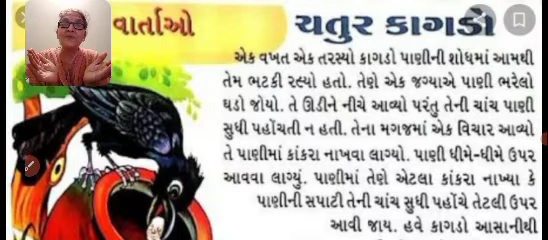 વાર્તાઓ
ચતુર કાગડો
એક વખત એક તરસ્યો કાગડો પાણીની શોધમાં આમથી
તેમ ભટકી રહ્યો હતો. તેણે એક જગ્યાએ પાણી ભરેલો
ઘડો જોયો. તે ઊડીને નીચે આવ્યો પરંતુ તેની ચાંચ પાણી
સુધી પહોંચતી ન હતી. તેના મગજમાં એક વિચાર આવ્યો
તે પાણીમાં કાંકરા નાખવા લાગ્યો. પાણી ધીમે-ધીમે ઉપર
આવવા લાગ્યું. પાણીમાં તેણે એટલા કાંકરા નાખ્યા કે
પાણીની સપાટી તેની ચાંચ સુધી પહોંચે તેટલી ઉપર
આવી જાય. હવે કાગડો આસાનીથી